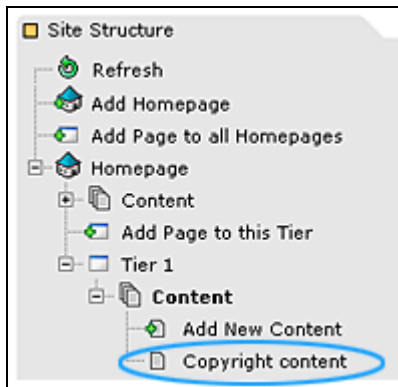 Site Structure
Refresh
Add Homepage
Add Page to all Homepages
Homepage
Content
Add Page to this Tier
Tier 1
Content
Add New Content
Copyright content